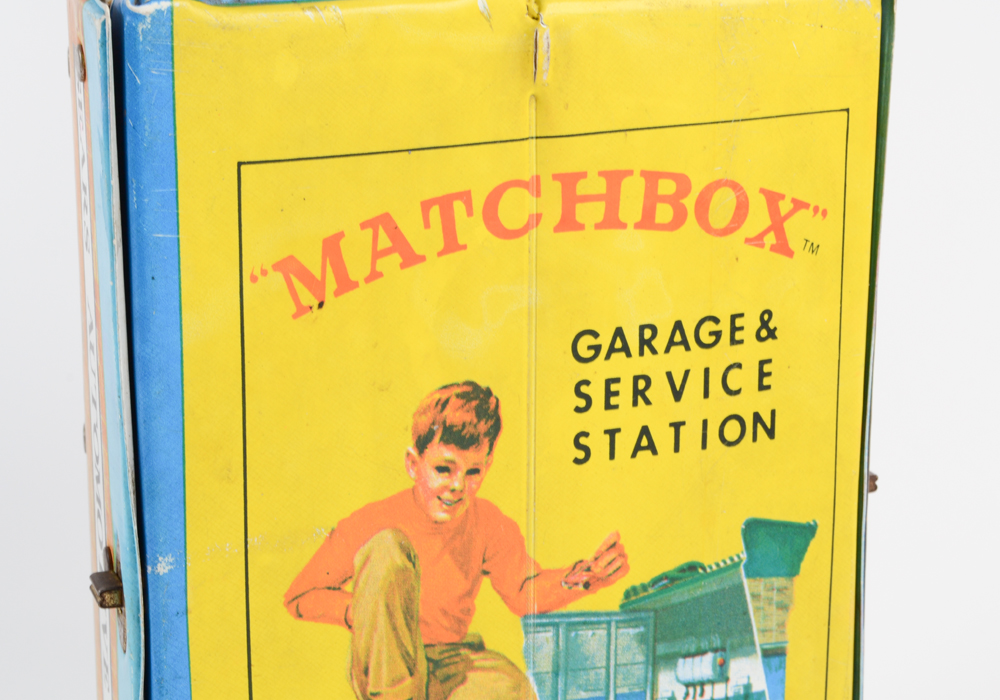 "MATCHBOX" TM
GARAGE &
SERVICE
STATION